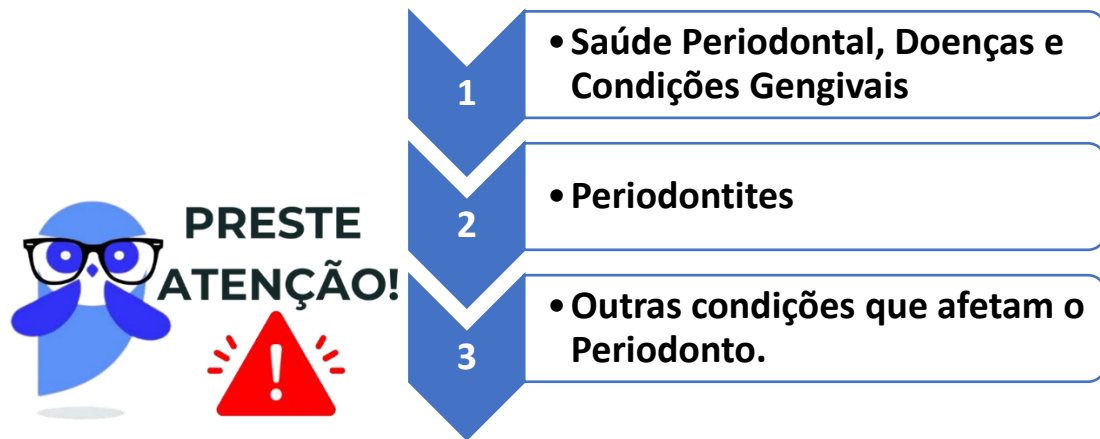 PRESTE
ATENÇÃO!
1
• Saúde Periodontal, Doenças e
Condições Gengivais
2
• Periodontites
3
• Outras condições que afetam o
Periodonto.